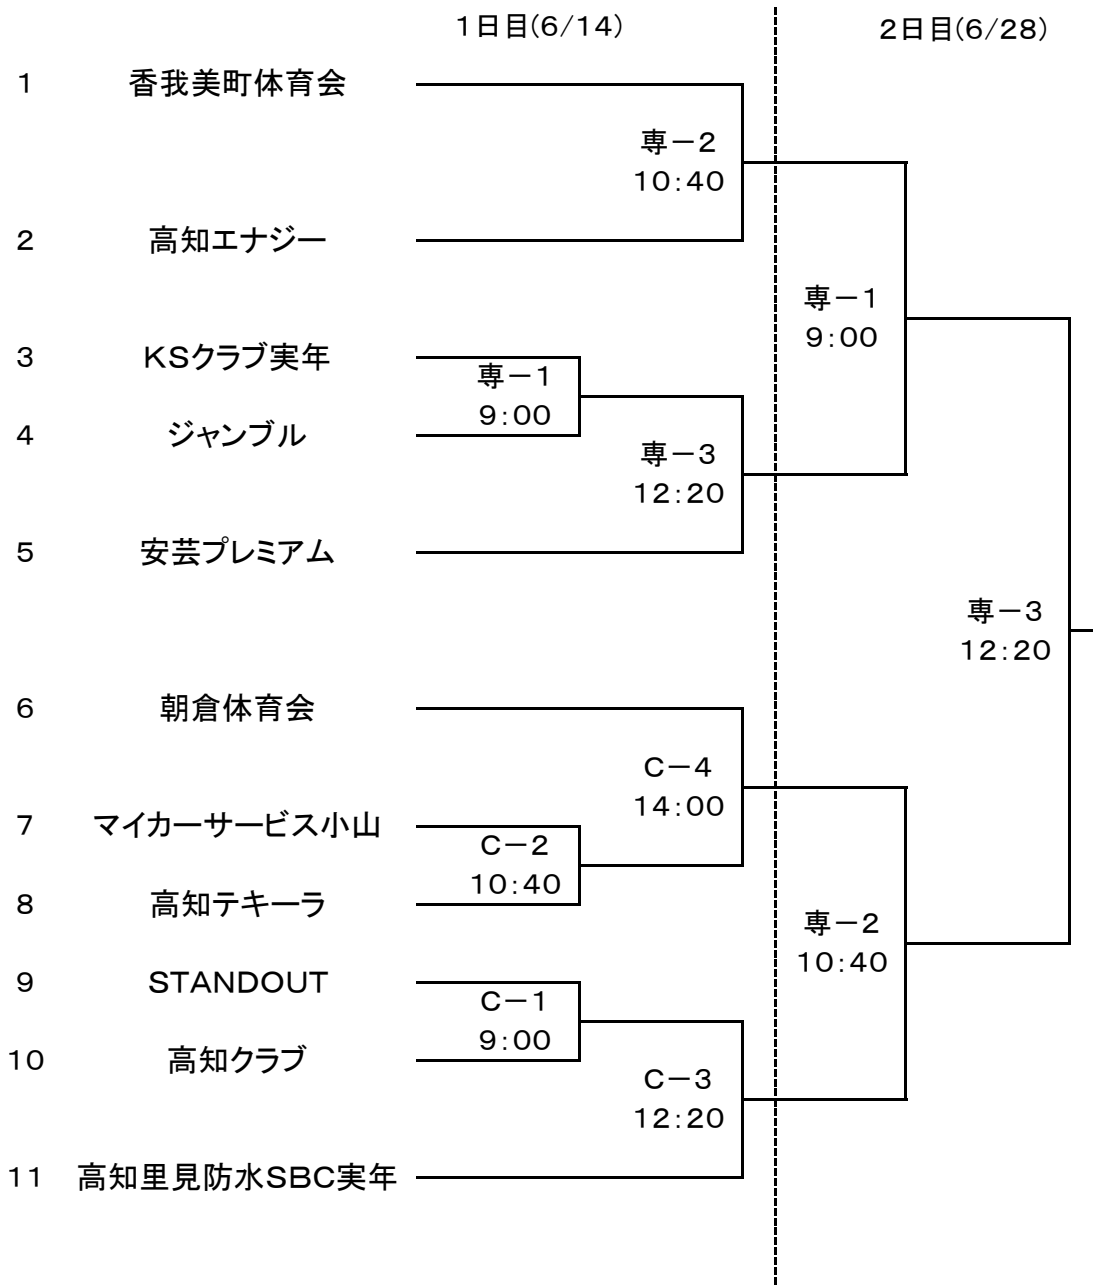 1日目(6/14)
2日目(6/28)
1 香我美町体育会
専－2
10:40
2 高知エナジー
専－1
9:00
3 KSクラブ実年
専－1
9:00
4 ジャンブル
専－3
12:20
5 安芸プレミアム
専－3
12:20
6 朝倉体育会
C－4
14:00
7 マイカーサービス小山
C－2
10:40
8 高知テキーラ
専－2
10:40
9 STANDOUT
C－1
9:00
10 高知クラブ
C－3
12:20
11 高知里見防水SBC実年